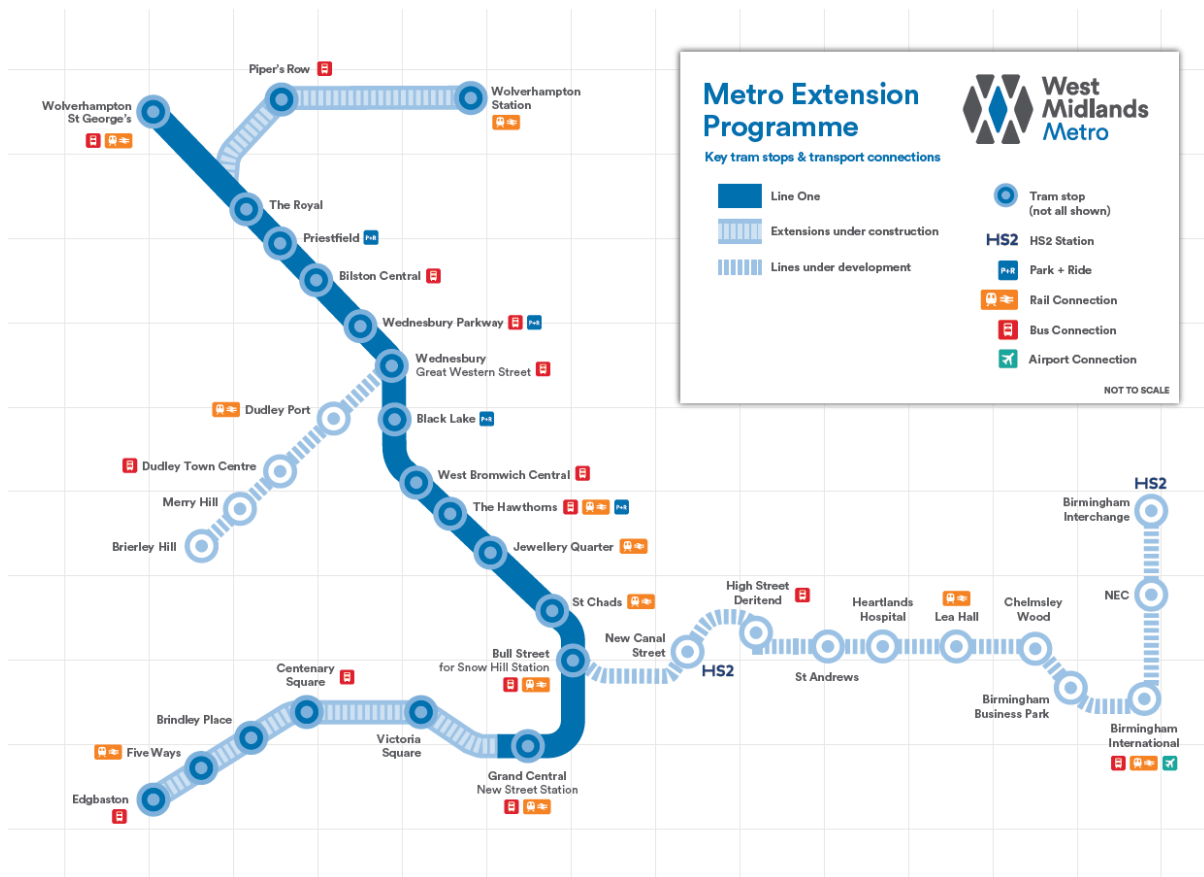 Piper's Row
Wolverhampton
St George's
Wolverhampton
Station
The Royal
Priestfield
P+R
Bilston Central
Wednesbury Parkway
P+R
Wednesbury
Great Western Street
Dudley Port
Black Lake
P+R
Dudley Town Centre
West Bromwich Central
Merry Hill
The Hawthorns
P+R
Brierley Hill
Jewellery Quarter
St Chads
Bull Street
for Snow Hill Station
New Canal
Street
HS2
High Street
Deritend
St Andrews
Heartlands
Hospital
Lea Hall
Chelmsley
Wood
Birmingham
Business Park
Birmingham
International
NEC
HS2
Birmingham
Interchange
Centenary
Square
Brindley Place
Victoria
Square
Five Ways
Edgbaston
Grand Central
New Street Station
Metro Extension
Programme
Key tram stops & transport connections
West
Midlands
Metro
Line One
Extensions under construction
Lines under development
Tram stop
(not all shown)
HS2
HS2 Station
P+R
Park + Ride
Rail Connection
Bus Connection
Airport Connection
NOT TO SCALE